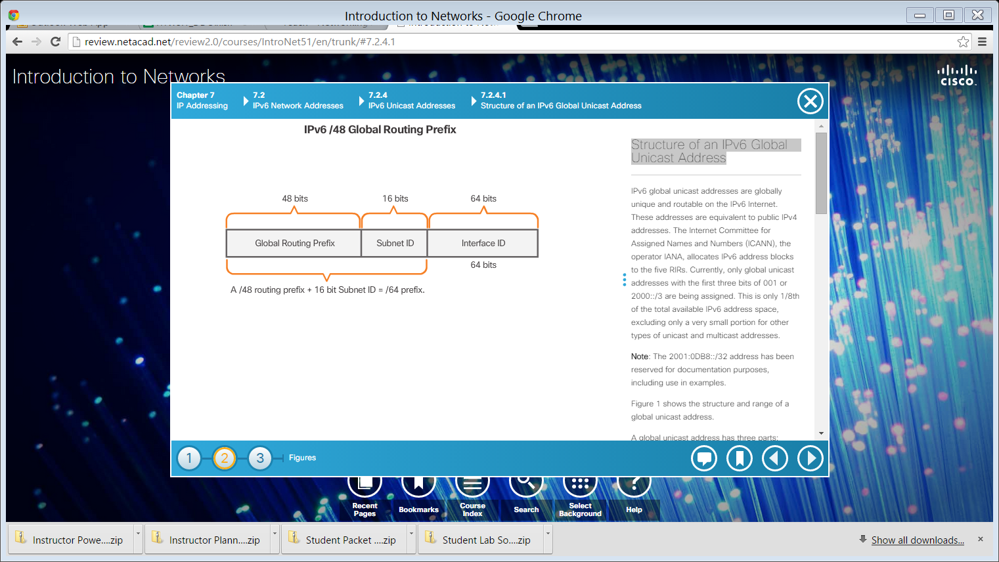 Introduction to Networks - Google Chrome
review.netacad.net/review2.0/courses/IntroNet51/en/trunk/#7.2.4.1
Introduction to Networks
CISCO
Chapter 7
IP Addressing
7.2
IPv6 Network Addresses
7.2.4
IPv6 Unicast Addresses
7.2.4.1
Structure of an IPv6 Global Unicast Address
IPv6 /48 Global Routing Prefix
48 bits
16 bits
64 bits
Global Routing Prefix
Subnet ID
Interface ID
64 bits
A /48 routing prefix + 16 bit Subnet ID = /64 prefix.
Structure of an IPv6 Global
Unicast Address
IPv6 global unicast addresses are globally
unique and routable on the IPv6 Internet.
These addresses are equivalent to public IPv4
addresses. The Internet Committee for
Assigned Names and Numbers (ICANN), the
operator IANA, allocates IPv6 address blocks
to the five RIRs. Currently, only global unicast
addresses with the first three bits of 001 or
2000::/3 are being assigned. This is only 1/8th
of the total available IPv6 address space,
excluding only a very small portion for other
types of unicast and multicast addresses.
Note: The 2001:0DB8::/32 address has been
reserved for documentation purposes,
including use in examples.
Figure 1 shows the structure and range of a
global unicast address.
A global unicast address has three parts:
1
2
3
Figures
Recent
Pages
Bookmarks
Course
Index
Search
Select
Background
Help
Instructor Powe....zip
Instructor Plann....zip
Student Packet ....zip
Student Lab So....zip
Show all downloads...